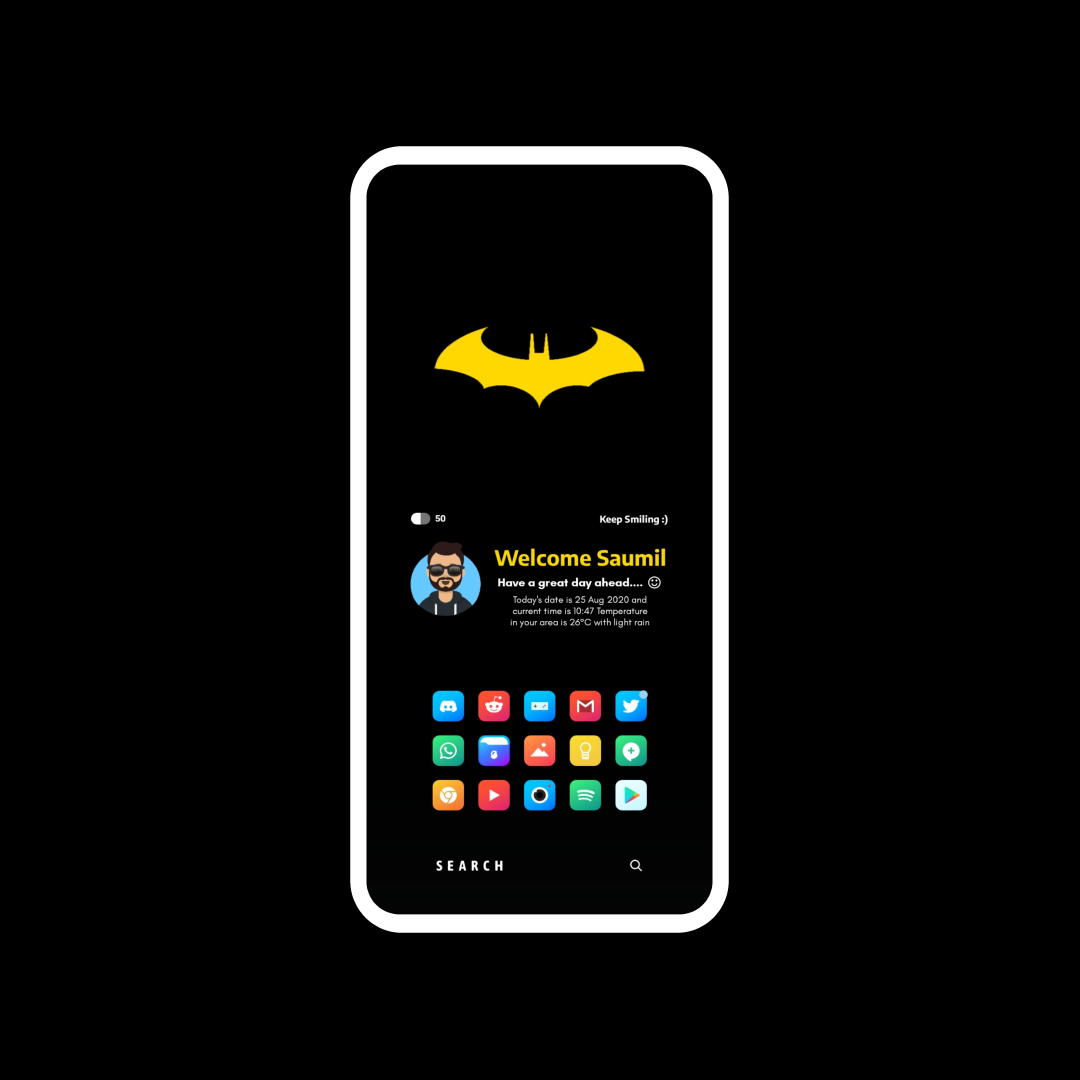 50
Keep Smiling :)
Welcome Saumil
Have a great day ahead....
Today's date is 25 Aug 2020 and
current time is 10:47 Temperature
in your area is 26°C with light rain
SEARCH